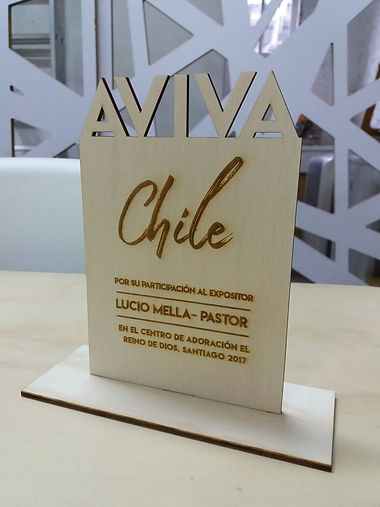 AVIVA
Chile
POR SU PARTICIPACIÓN AL EXPOSITOR
LUCIO MELLA- PASTOR
EN EL CENTRO DE ADORACIÓN EL
REINO DE DIOS, SANTIAGO 2017